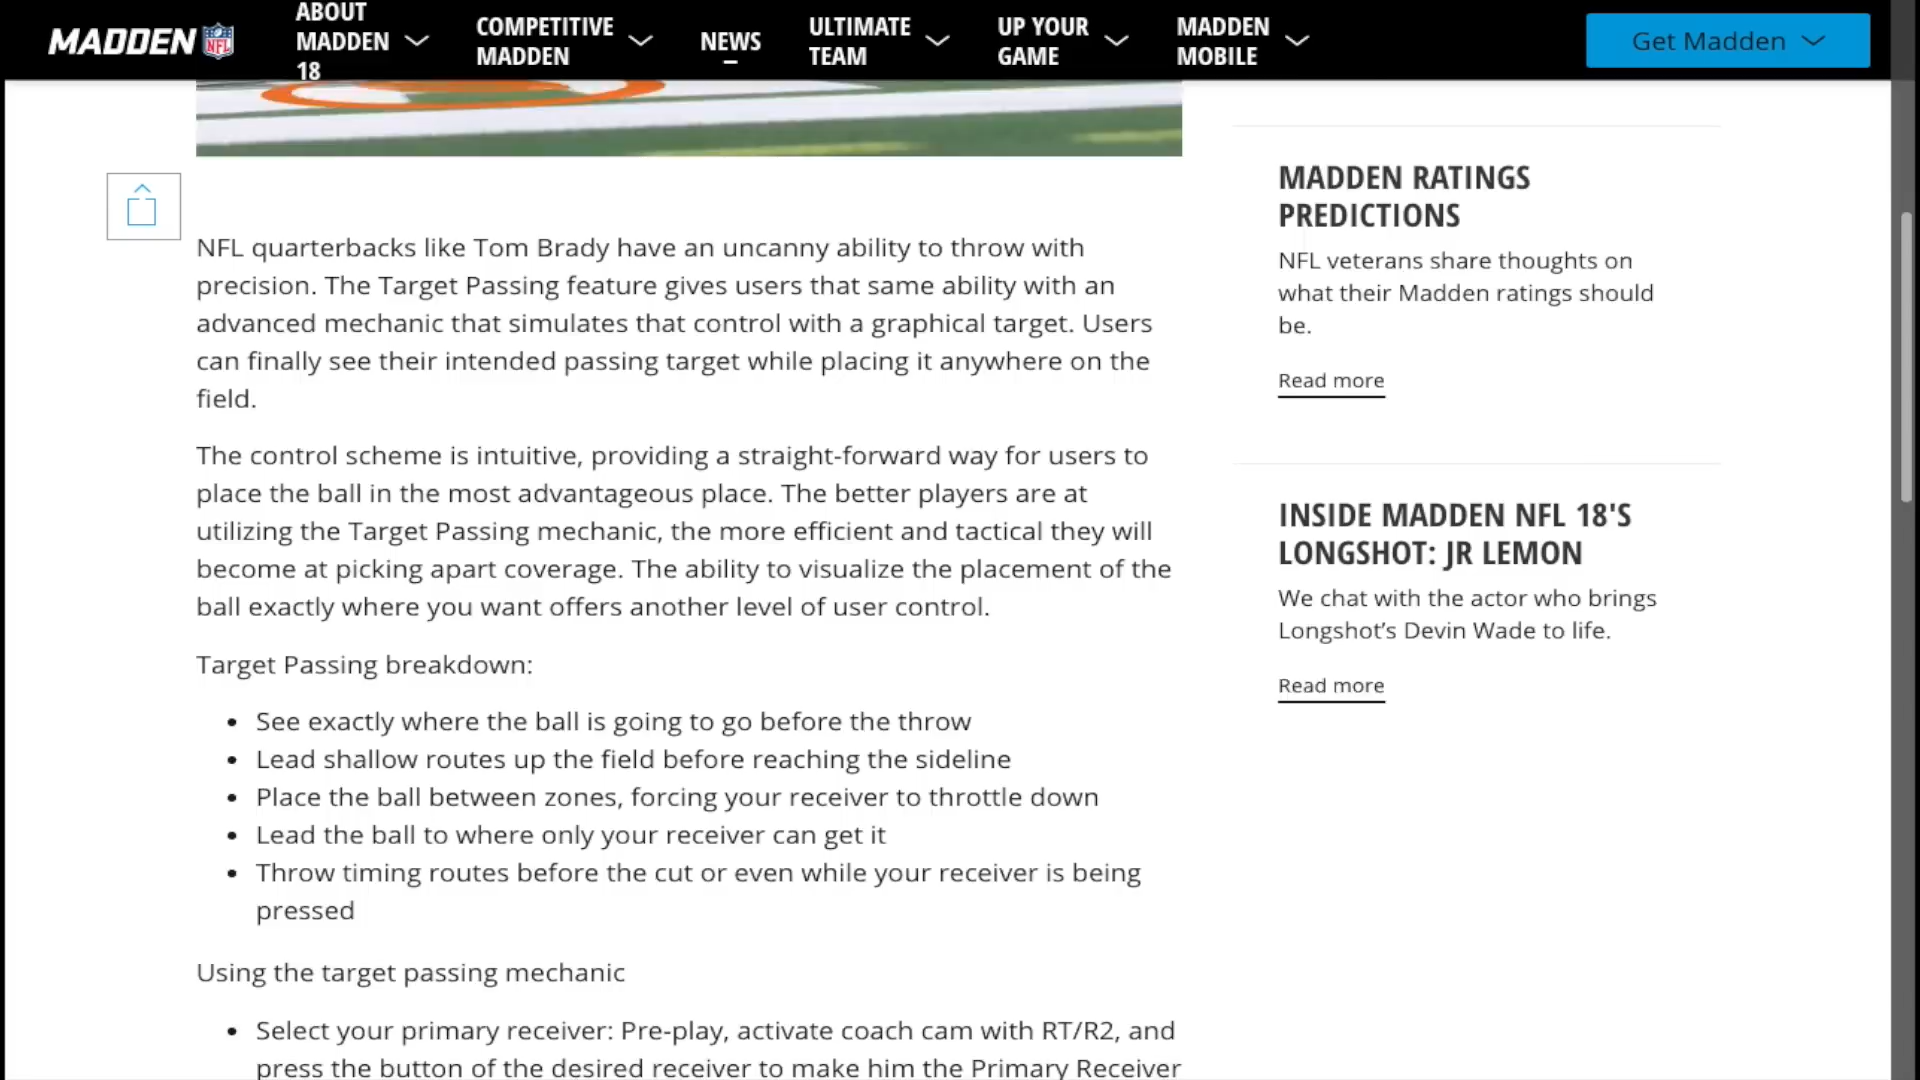 MADDEN NFL
ABOUT
MADDEN
18
COMPETITIVE
MADDEN
NEWS
ULTIMATE
TEAM
UP YOUR
GAME
MADDEN
MOBILE
Get Madden
NFL quarterbacks like Tom Brady have an uncanny ability to throw with
precision. The Target Passing feature gives users that same ability with an
advanced mechanic that simulates that control with a graphical target. Users
can finally see their intended passing target while placing it anywhere on the
field.
The control scheme is intuitive, providing a straight-forward way for users to
place the ball in the most advantageous place. The better players are at
utilizing the Target Passing mechanic, the more efficient and tactical they will
become at picking apart coverage. The ability to visualize the placement of the
ball exactly where you want offers another level of user control.
Target Passing breakdown:
• See exactly where the ball is going to go before the throw
• Lead shallow routes up the field before reaching the sideline
• Place the ball between zones, forcing your receiver to throttle down
• Lead the ball to where only your receiver can get it
• Throw timing routes before the cut or even while your receiver is being
pressed
Using the target passing mechanic
• Select your primary receiver: Pre-play, activate coach cam with RT/R2, and
press the button of the desired receiver to make him the Primary Receiver
MADDEN RATINGS
PREDICTIONS
NFL veterans share thoughts on
what their Madden ratings should
be.
Read more
INSIDE MADDEN NFL 18'S
LONGSHOT: JR LEMON
We chat with the actor who brings
Longshot’s Devin Wade to life.
Read more